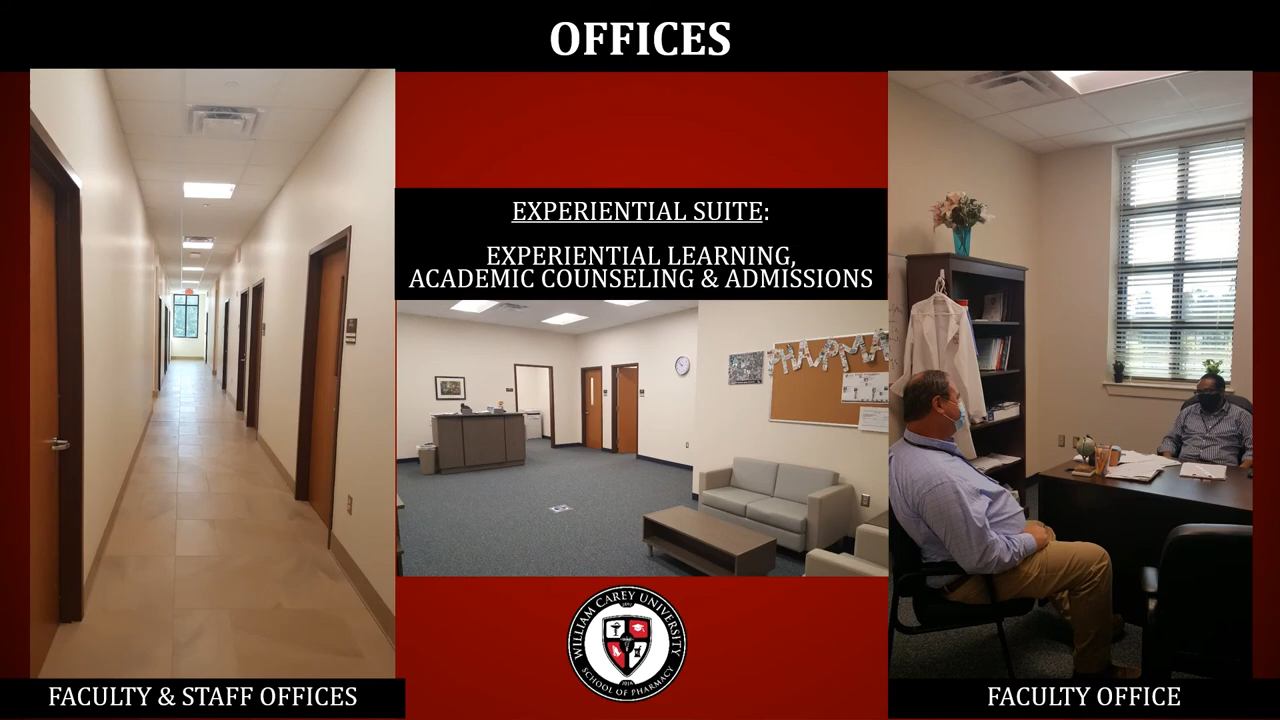 OFFICES
EXPERIENTIAL SUITE:
EXPERIENTIAL LEARNING,
ACADEMIC COUNSELING & ADMISSIONS
PHARMA
WILLIAM CAREY UNIVERSITY
SCHOOL OF PHARMACY
FACULTY & STAFF OFFICES
FACULTY OFFICE